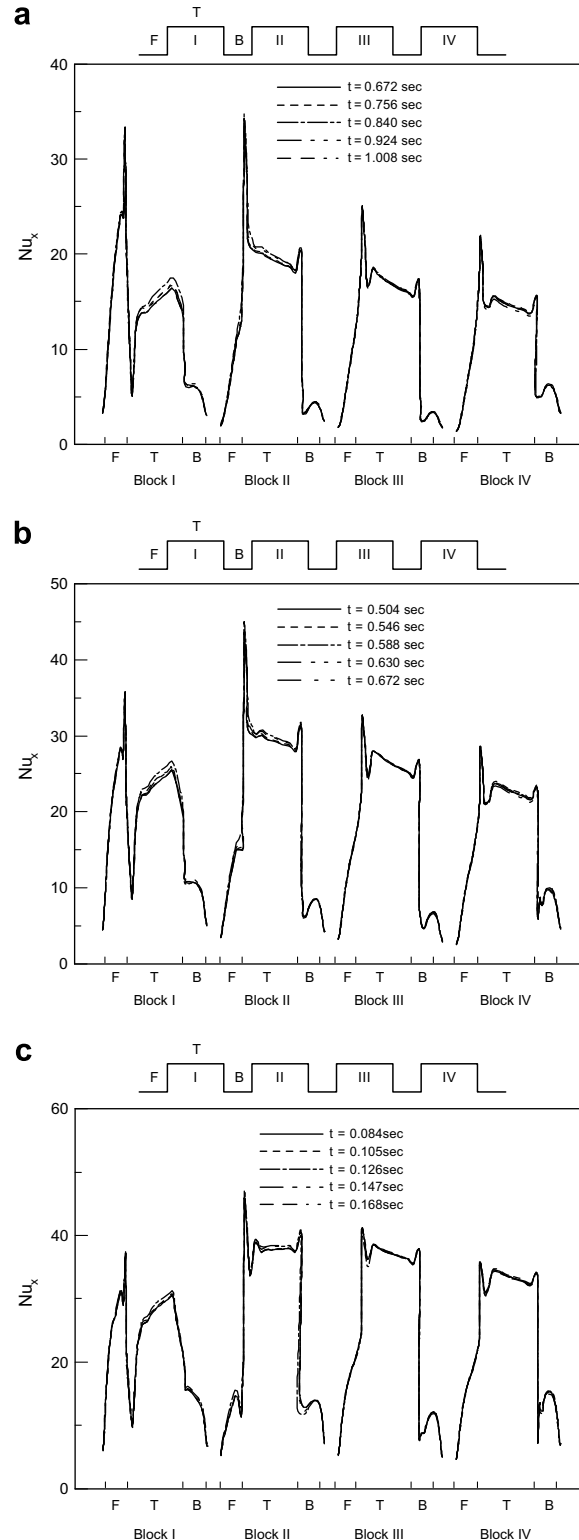 a
T
F I B II III IV
40
t = 0.672 sec
t = 0.756 sec
t = 0.840 sec
t = 0.924 sec
t = 1.008 sec
30
Nux
20
10
0
F T B F T B F T B F T B
Block I Block II Block III Block IV
b
T
F I B II III IV
50
t = 0.504 sec
t = 0.546 sec
t = 0.588 sec
t = 0.630 sec
t = 0.672 sec
40
30
Nux
20
10
0
F T B F T B F T B F T B
Block I Block II Block III Block IV
c
T
F I B II III IV
60
t = 0.084sec
t = 0.105sec
t = 0.126sec
t = 0.147sec
t = 0.168sec
40
Nux
20
0
F T B F T B F T B F T B
Block I Block II Block III Block IV